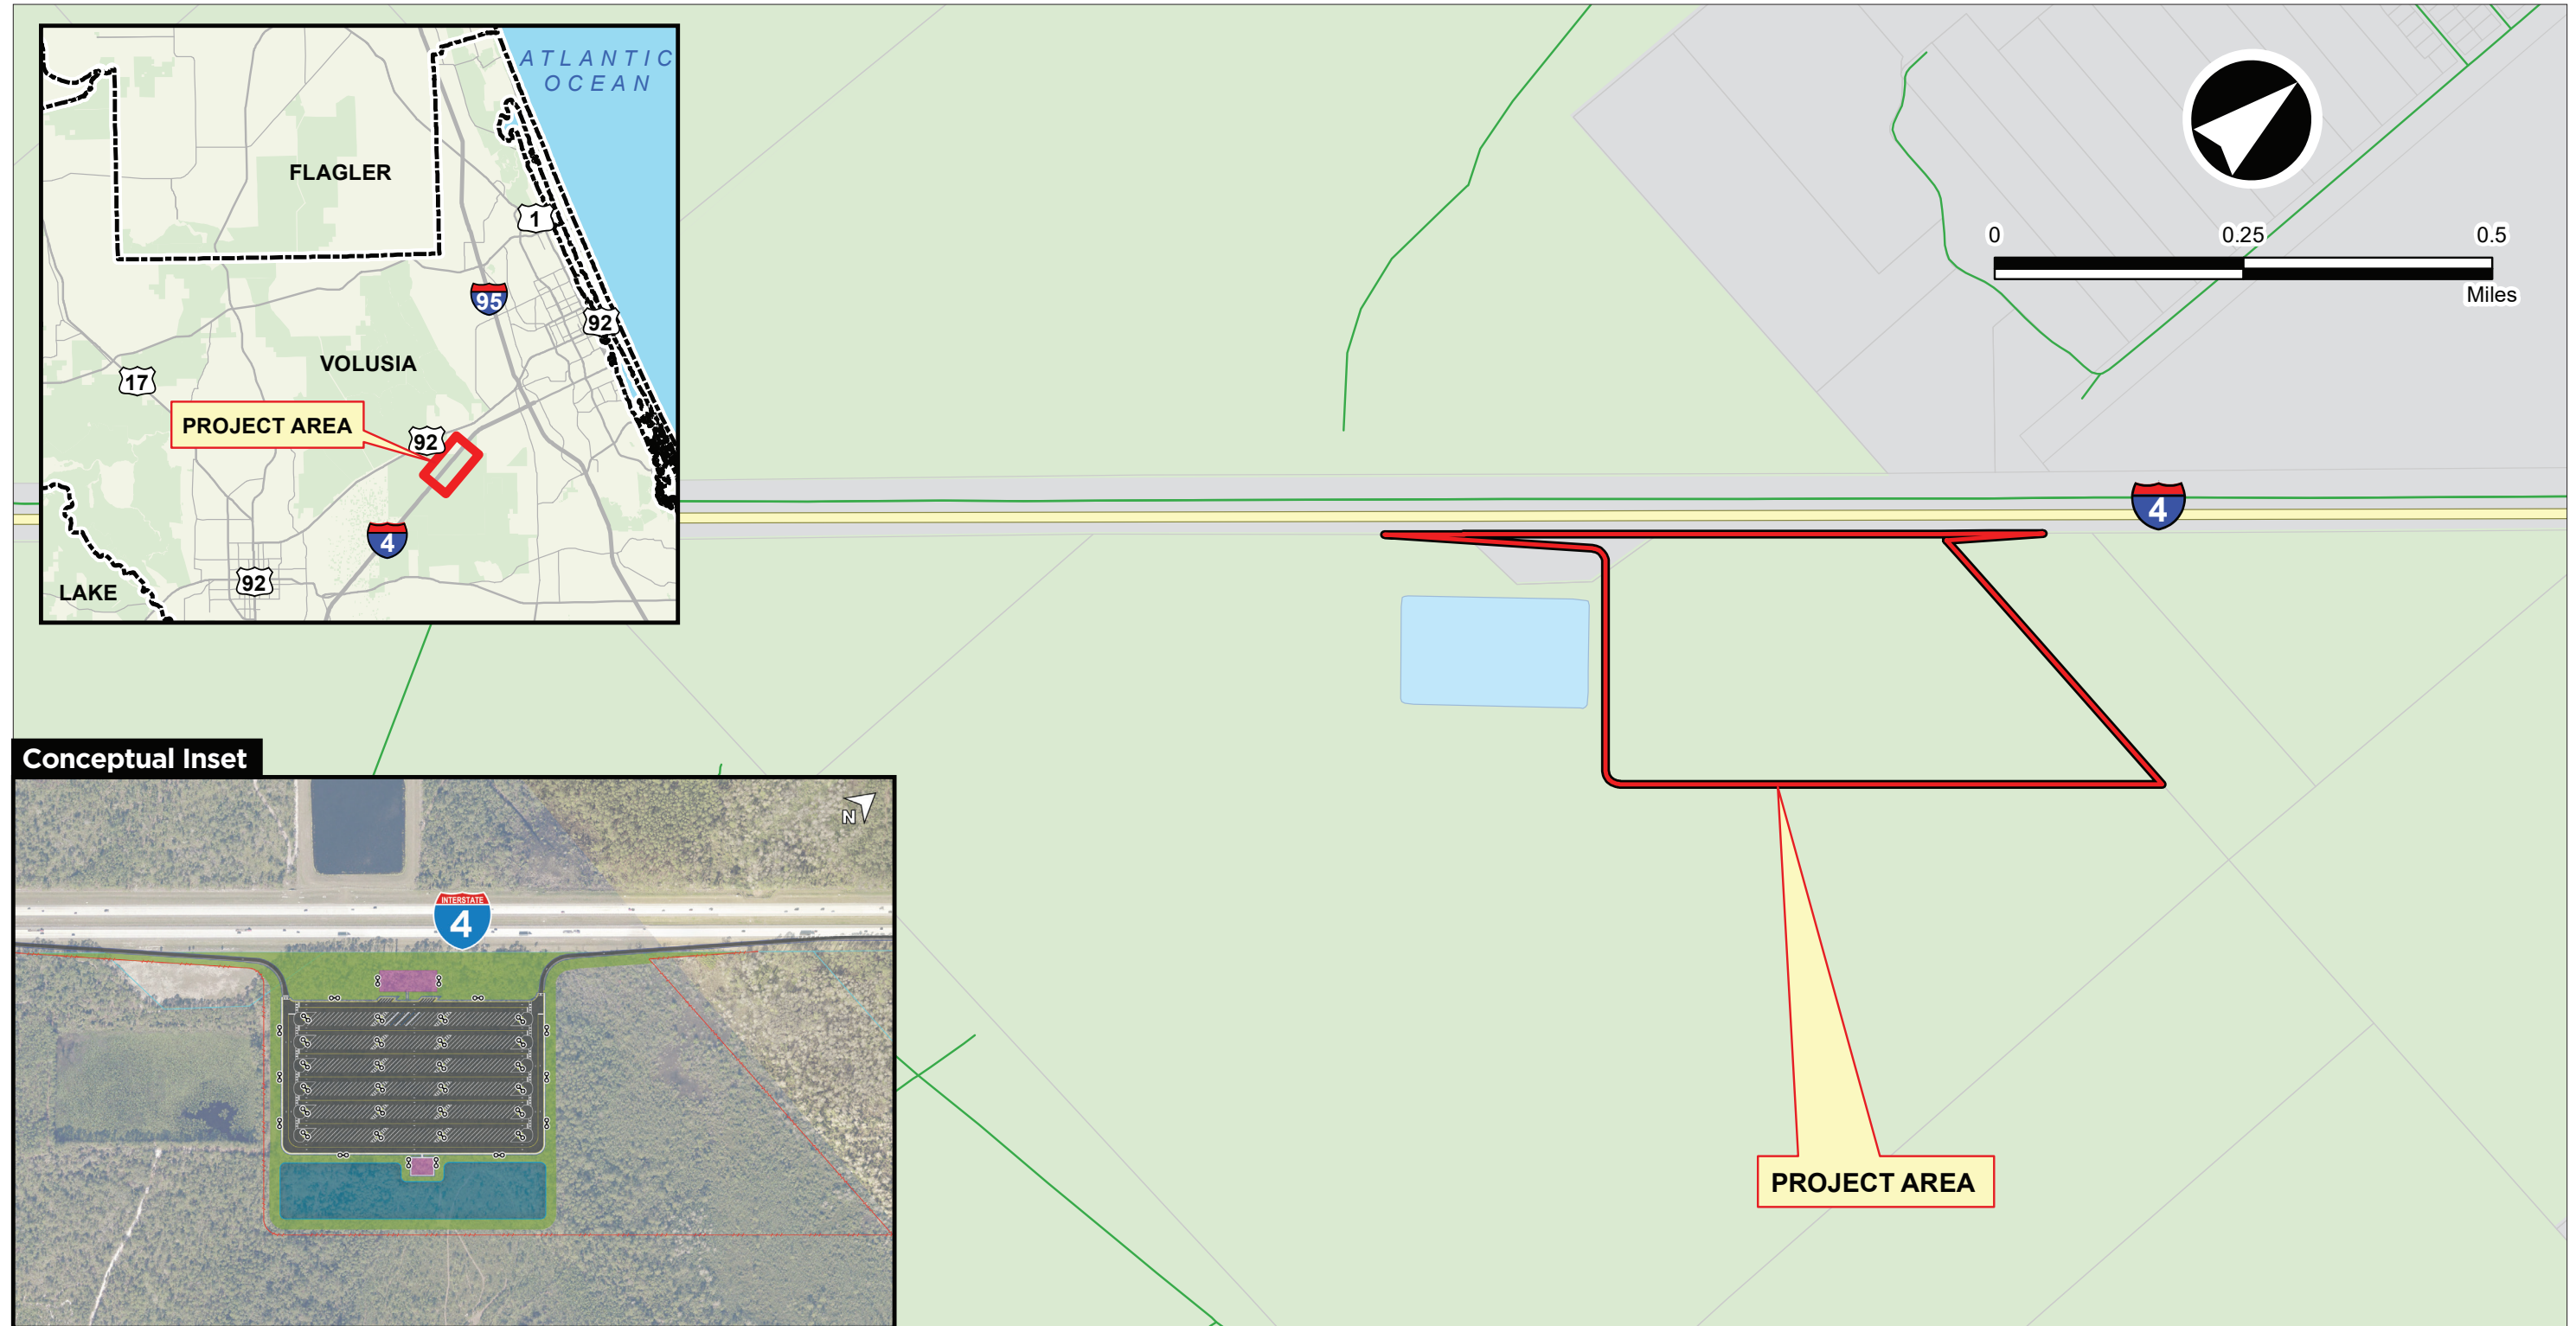 ATLANTIC
OCEAN
FLAGLER
1
95
92
VOLUSIA
17
PROJECT AREA
92
4
92
LAKE
0 0.25 0.5
Miles
4
Conceptual Inset
N
INTERSTATE
4
PROJECT AREA